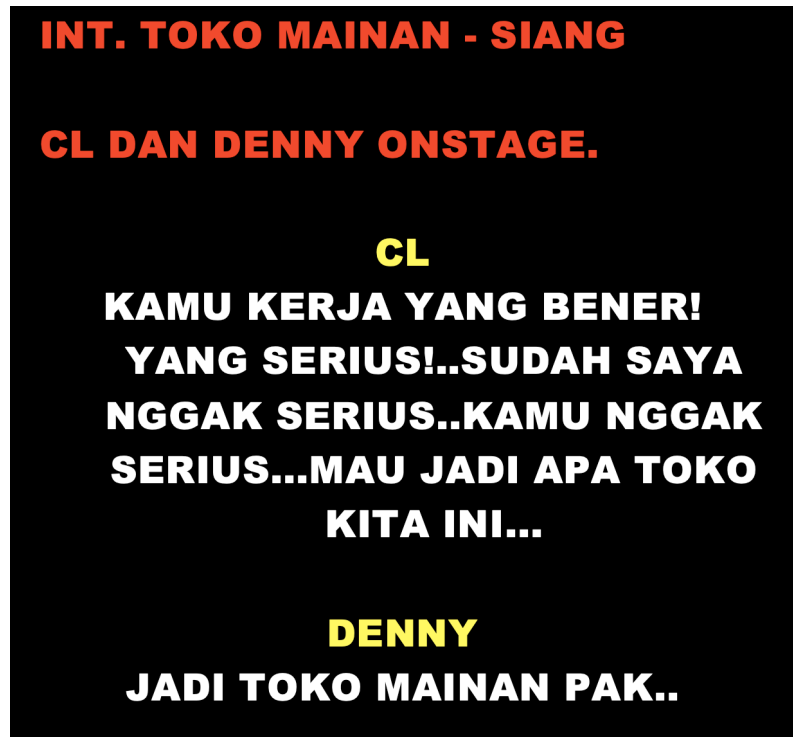 INT. TOKO MAINAN - SIANG
CL DAN DENNY ONSTAGE.
CL
KAMU KERJA YANG BENER!
YANG SERIUS!..SUDAH SAYA
NGGAK SERIUS..KAMU NGGAK
SERIUS...MAU JADI APA TOKO
KITA INI...
DENNY
JADI TOKO MAINAN PAK..